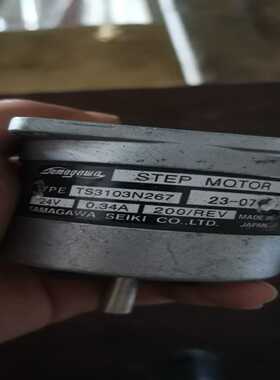 Tamagawa STEP MOTOR
TYPE TS3103N267 23-07
24V 0.34A 200/REV MADE IN JAPAN
TAMAGAWA SEIKI CO.,LTD.